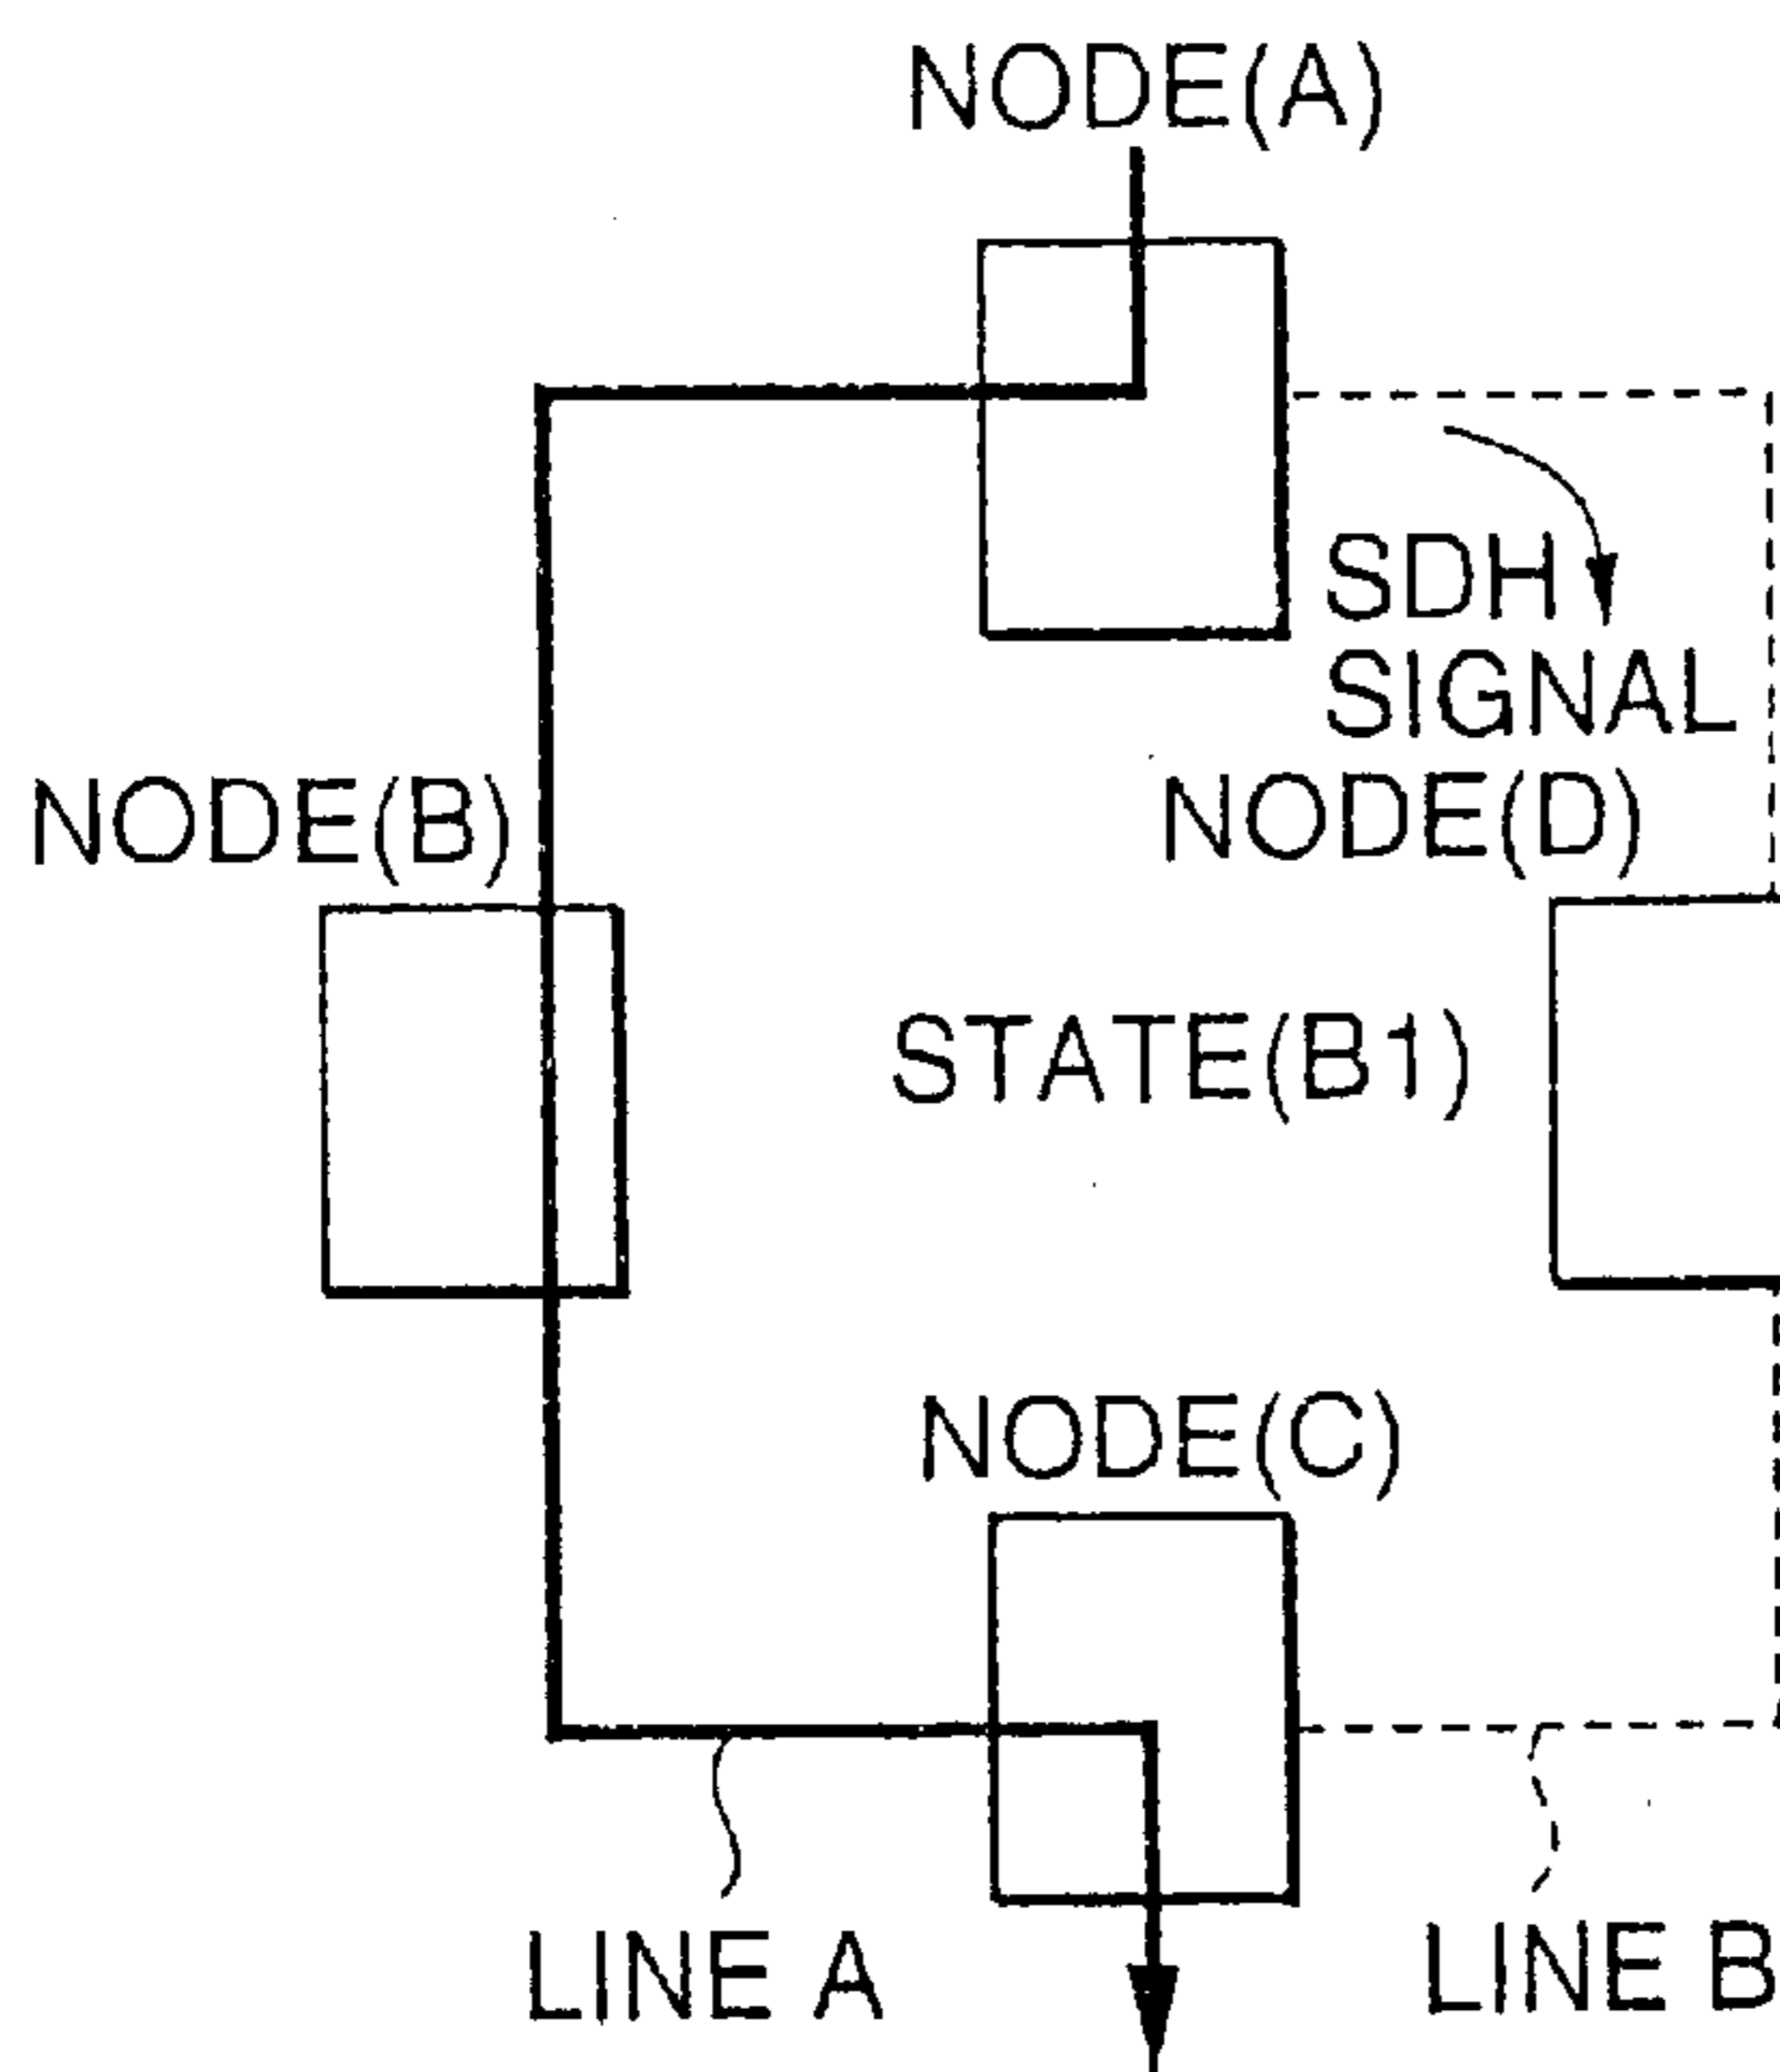 NODE(A)
SDH
SIGNAL
NODE(B)
NODE(D)
STATE(B1)
NODE(C)
LINE A
LINE B